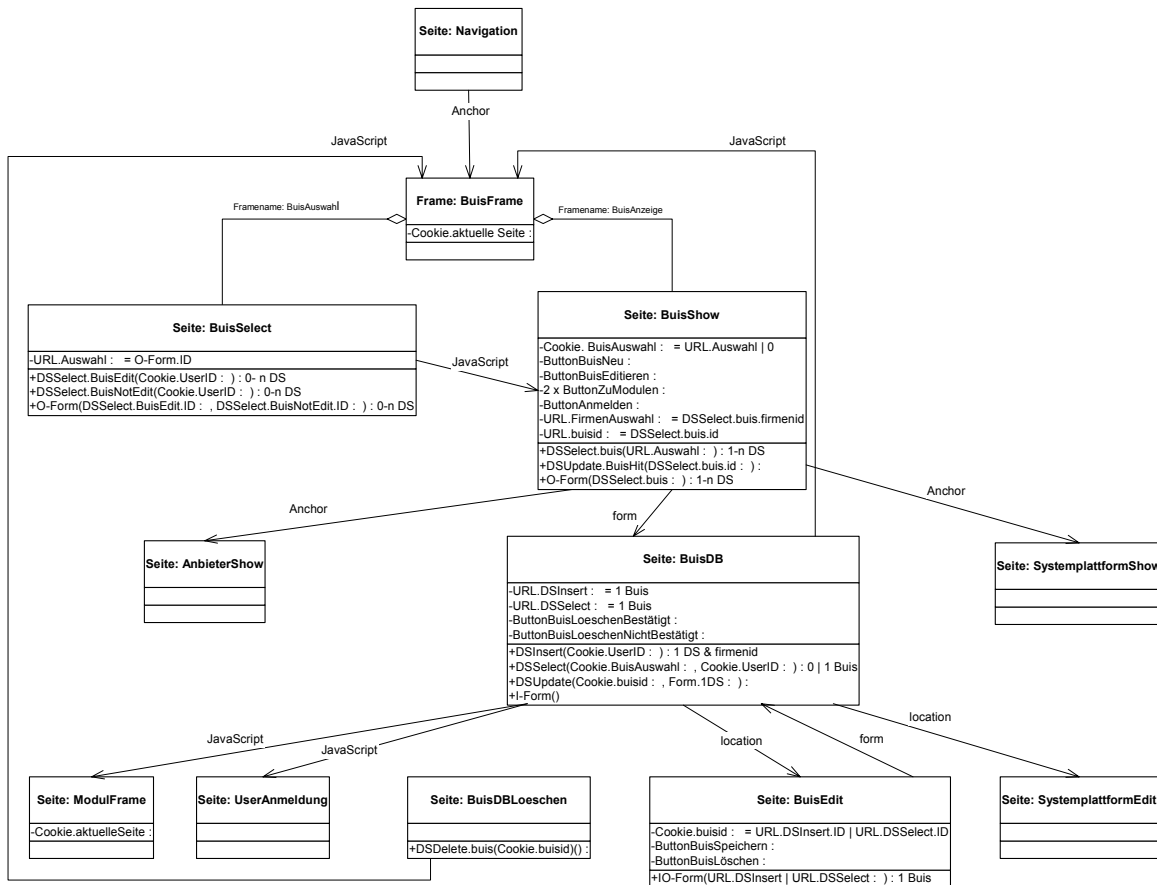 Seite: Navigation
Anchor
JavaScript
JavaScript
Frame: BuisFrame
-Cookie.aktuelle Seite :
Framename: BuisAuswahl
Framename: BuisAnzeige
Seite: BuisSelect
-URL.Auswahl : = O-Form.ID
+DSSelect.BuisEdit(Cookie.UserID : ) : 0- n DS
+DSSelect.BuisNotEdit(Cookie.UserID : ) : 0-n DS
+O-Form(DSSelect.BuisEdit.ID : , DSSelect.BuisNotEdit.ID : ) : 0-n DS
JavaScript
Seite: BuisShow
-Cookie. BuisAuswahl : = URL.Auswahl | 0
-ButtonBuisNeu :
-ButtonBuisEditieren :
-2 x ButtonZuModulen :
-ButtonAnmelden :
-URL.FirmenAuswahl : = DSSelect.buis.firmenid
-URL.buisid : = DSSelect.buis.id
+DSSelect.buis(URL.Auswahl : ) : 1-n DS
+DSUpdate.BuisHit(DSSelect.buis.id : ) :
+O-Form(DSSelect.buis : ) : 1-n DS
Anchor
form
Anchor
Seite: AnbieterShow
Seite: BuisDB
-URL.DSInsert : = 1 Buis
-URL.DSSelect : = 1 Buis
-ButtonBuisLoeschenBestätigt :
-ButtonBuisLoeschenNichtBestätigt :
+DSInsert(Cookie.UserID : ) : 1 DS & firmenid
+DSSelect(Cookie.BuisAuswahl : , Cookie.UserID : ) : 0 | 1 Buis
+DSUpdate(Cookie.buisid : , Form.1DS : ) :
+I-Form()
Seite: SystemplattformShow
JavaScript
JavaScript
location
form
location
Seite: ModulFrame
-Cookie.aktuelleSeite :
Seite: UserAnmeldung
Seite: BuisDBLoeschen
+DSDelete.buis(Cookie.buisid)() :
Seite: BuisEdit
-Cookie.buisid : = URL.DSInsert.ID | URL.DSSelect.ID
-ButtonBuisSpeichern :
-ButtonBuisLöschen :
+IO-Form(URL.DSInsert | URL.DSSelect : ) : 1 Buis
Seite: SystemplattformEdit